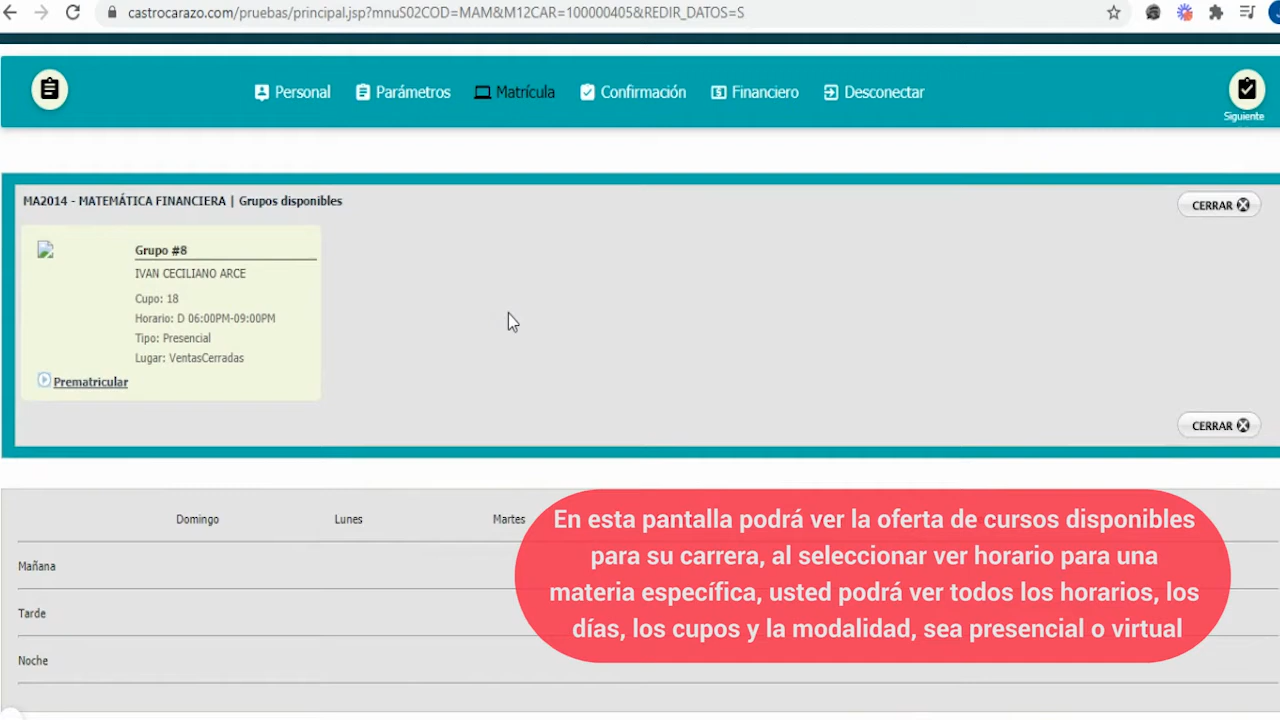 castrocarazo.com/pruebas/principal.jsp?mnuS02COD=MAM&M12CAR=100000405&REDIR_DATOS=S
Personal
Parámetros
Matrícula
Confirmación
Financiero
Desconectar
Siguiente
MA2014 - MATEMÁTICA FINANCIERA | Grupos disponibles
CERRAR
Grupo #8
IVAN CECILIANO ARCE
Cupo: 18
Horario: D 06:00PM-09:00PM
Tipo: Presencial
Lugar: VentasCerradas
Prematricular
CERRAR
Domingo Lunes Martes
Mañana
Tarde
Noche
En esta pantalla podrá ver la oferta de cursos disponibles
para su carrera, al seleccionar ver horario para una
materia específica, usted podrá ver todos los horarios, los
días, los cupos y la modalidad, sea presencial o virtual